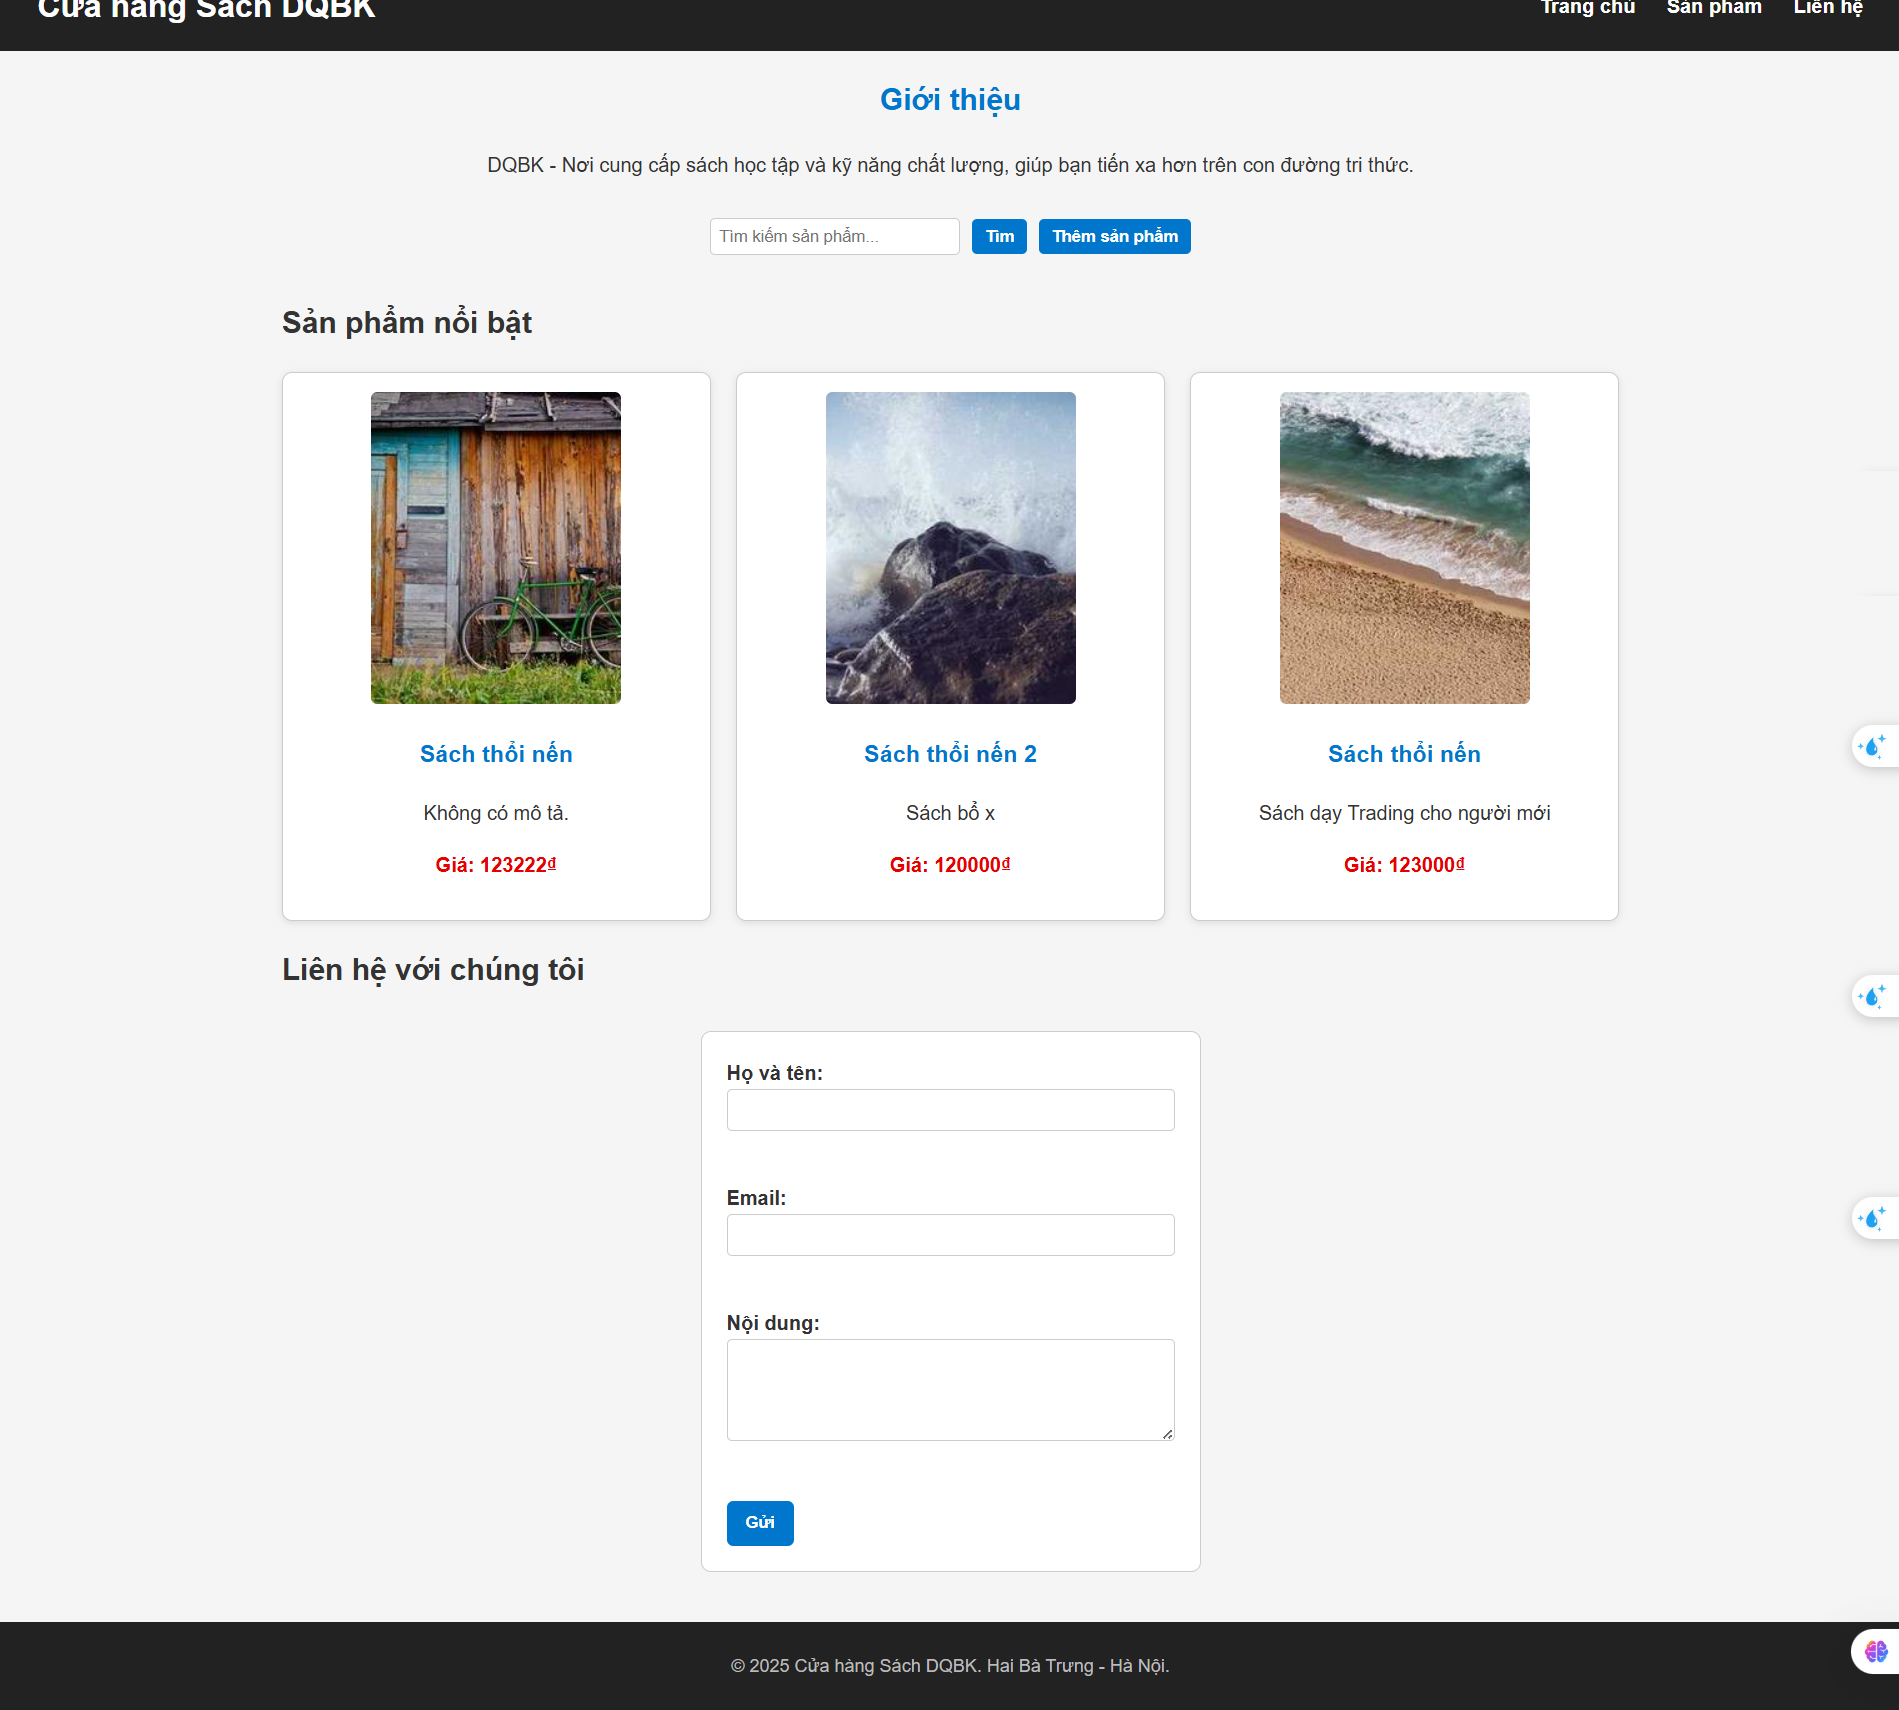 Cửa hàng Sách DQBK
Trang chủ Sản phẩm Liên hệ
Giới thiệu
DQBK - Nơi cung cấp sách học tập và kỹ năng chất lượng, giúp bạn tiến xa hơn trên con đường tri thức.
Tìm kiếm sản phẩm... Tìm Thêm sản phẩm
Sản phẩm nổi bật
Sách thổi nến
Không có mô tả.
Giá: 123222₫
Sách thổi nến 2
Sách bổ x
Giá: 120000₫
Sách thổi nến
Sách dạy Trading cho người mới
Giá: 123000₫
Liên hệ với chúng tôi
Họ và tên:
Email:
Nội dung:
Gửi
© 2025 Cửa hàng Sách DQBK. Hai Bà Trưng - Hà Nội.